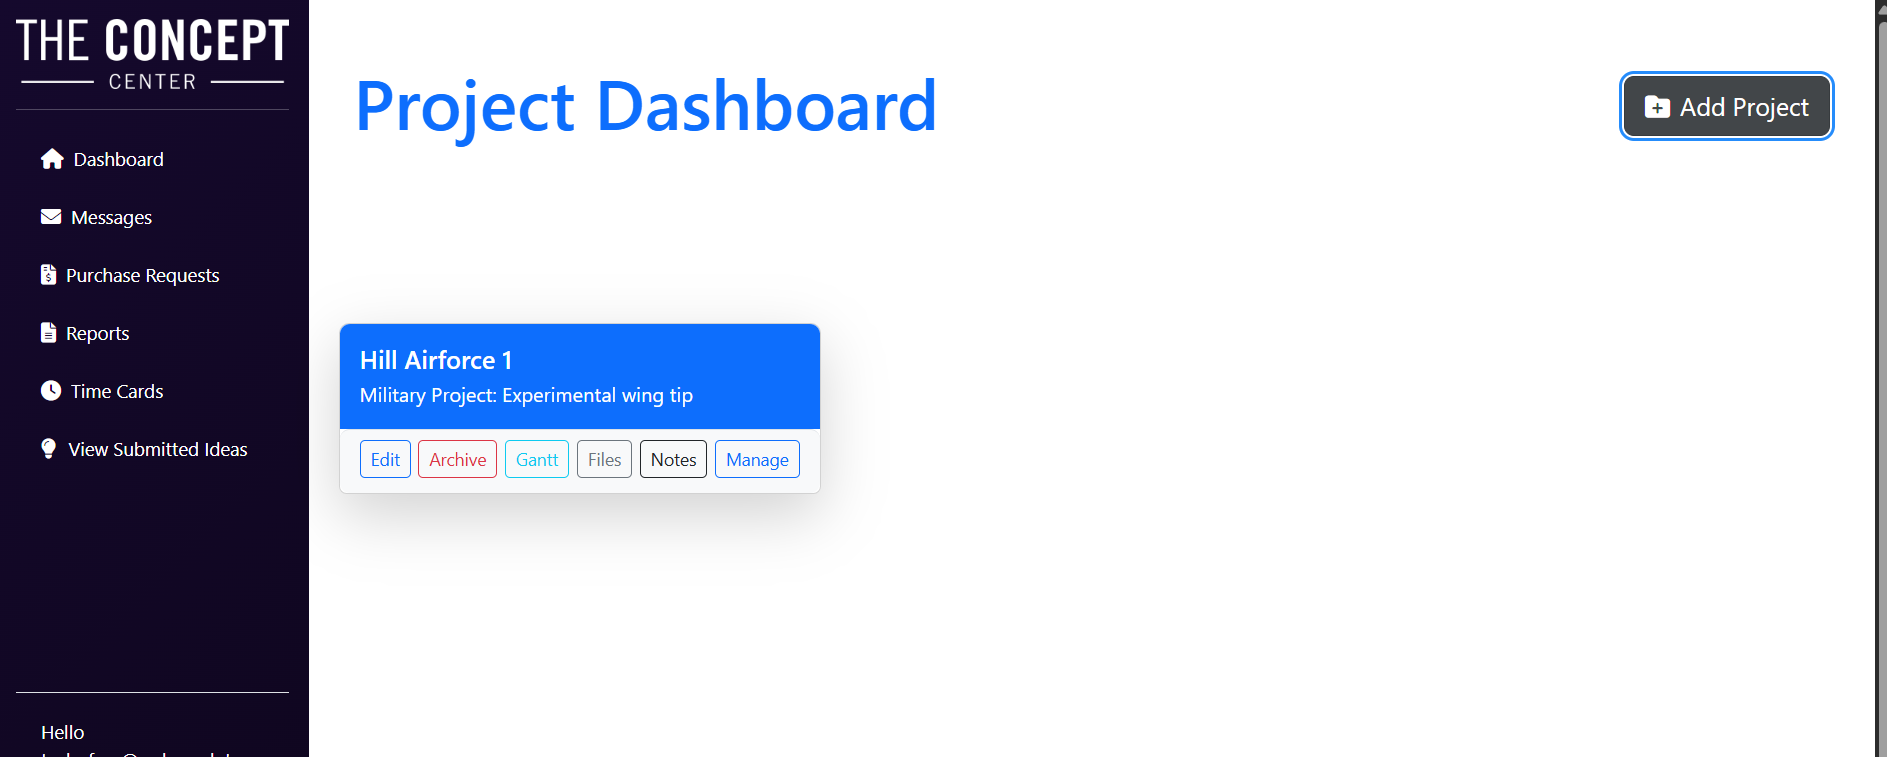 THE CONCEPT
CENTER
Dashboard
Messages
Purchase Requests
Reports
Time Cards
View Submitted Ideas
Hello
Project Dashboard
Add Project
Hill Airforce 1
Military Project: Experimental wing tip
Edit Archive Gantt Files Notes Manage